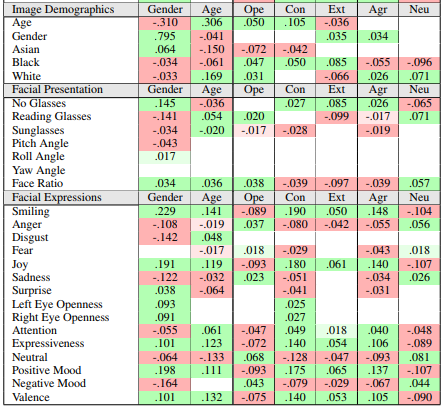 Image Demographics Gender Age Ope Con Ext Agr Neu
Age -.310 .306 .050 .105 -.036
Gender .795 -.041 .035 .034
Asian .064 -.150 -.072 -.042
Black -.034 -.061 .047 .050 .085 -.055 -.096
White -.033 .169 .031 -.066 .026 .071
Facial Presentation Gender Age Ope Con Ext Agr Neu
No Glasses .145 -.036 .027 .085 .026 -.065
Reading Glasses -.141 .054 .020 -.099 -.017 .071
Sunglasses -.034 -.020 -.017 -.028 -.019
Pitch Angle -.043
Roll Angle .017
Yaw Angle
Face Ratio .034 .036 .038 -.039 -.097 -.039 .057
Facial Expressions Gender Age Ope Con Ext Agr Neu
Smiling .229 .141 -.089 .190 .050 .148 -.104
Anger -.108 -.019 .037 -.080 -.042 -.055 .056
Disgust -.142 .048
Fear -.017 .018 -.029 -.043 .018
Joy .191 .119 -.093 .180 .061 .140 -.107
Sadness -.122 -.032 .023 -.051 -.034 .026
Surprise .038 -.064 -.041 -.031
Left Eye Openness .093 .025
Right Eye Openness .091 .027
Attention -.055 .061 -.047 .049 .018 .040 -.048
Expressiveness .101 .123 -.072 .140 .054 .106 -.089
Neutral -.064 -.133 .068 -.128 -.047 -.093 .081
Positive Mood .198 .111 -.093 .175 .065 .137 -.107
Negative Mood -.164 .043 -.079 -.029 -.067 .044
Valence .101 .132 -.075 .140 .053 .105 -.090